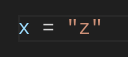 x = "z"